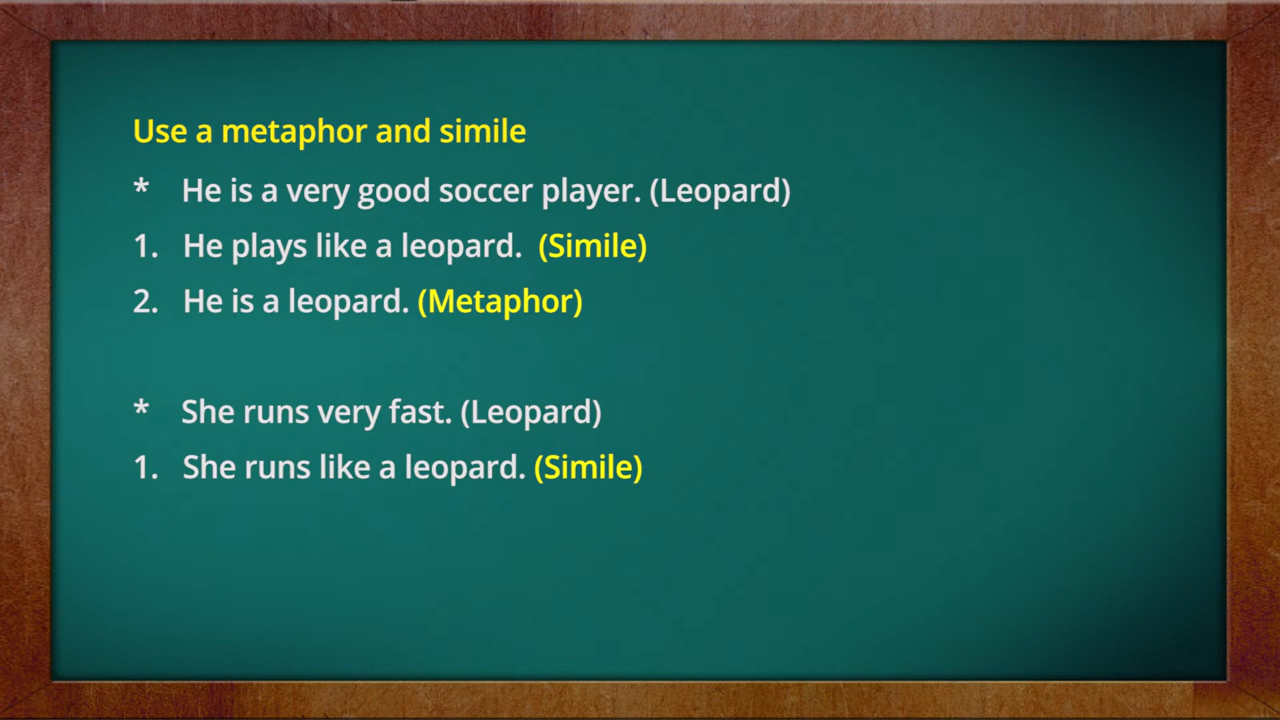 Use a metaphor and simile
* He is a very good soccer player. (Leopard)
1. He plays like a leopard. (Simile)
2. He is a leopard. (Metaphor)
* She runs very fast. (Leopard)
1. She runs like a leopard. (Simile)